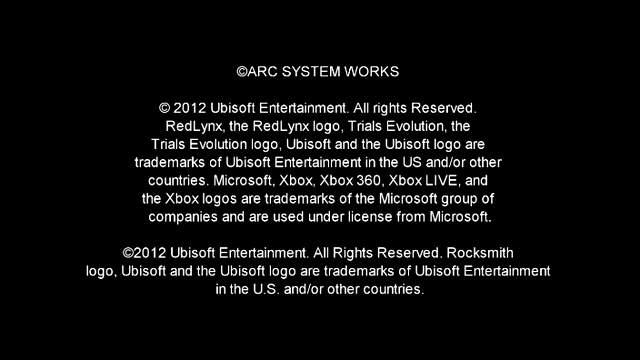 ©ARC SYSTEM WORKS
© 2012 Ubisoft Entertainment. All rights Reserved.
RedLynx, the RedLynx logo, Trials Evolution, the
Trials Evolution logo, Ubisoft and the Ubisoft logo are
trademarks of Ubisoft Entertainment in the US and/or other
countries. Microsoft, Xbox, Xbox 360, Xbox LIVE, and
the Xbox logos are trademarks of the Microsoft group of
companies and are used under license from Microsoft.
©2012 Ubisoft Entertainment. All Rights Reserved. Rocksmith
logo, Ubisoft and the Ubisoft logo are trademarks of Ubisoft Entertainment
in the U.S. and/or other countries.